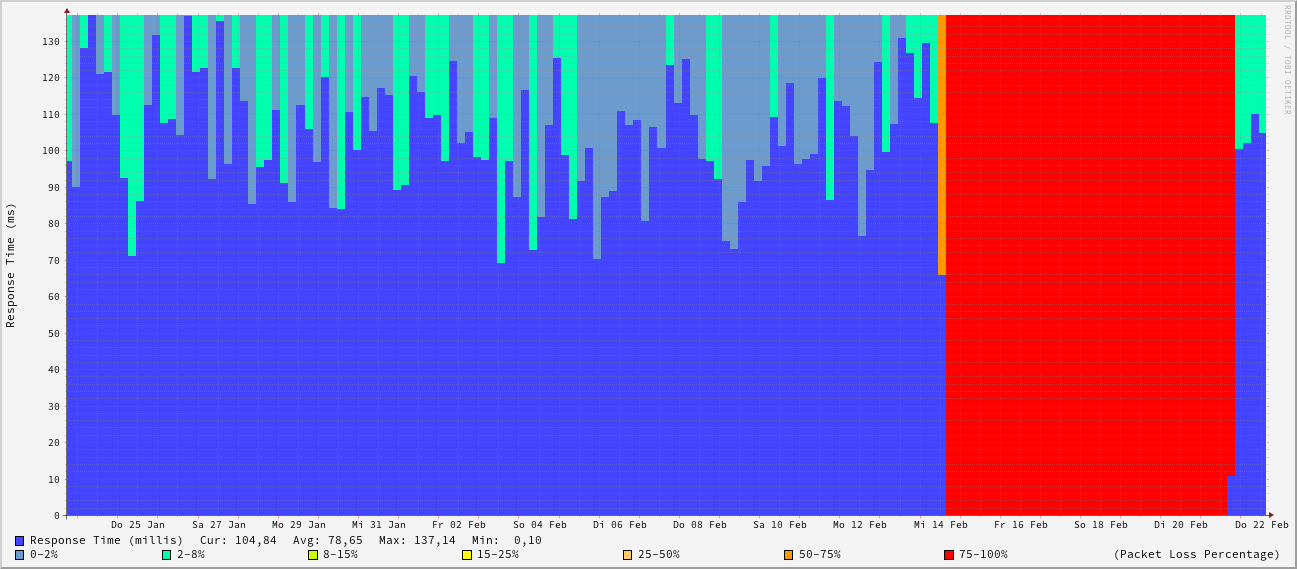 RRDTOOL / TOBI OETIKER
Response Time (ms)
130
120
110
100
90
80
70
60
50
40
30
20
10
0
Do 25 Jan Sa 27 Jan Mo 29 Jan Mi 31 Jan Fr 02 Feb So 04 Feb Di 06 Feb Do 08 Feb Sa 10 Feb Mo 12 Feb Mi 14 Feb Fr 16 Feb So 18 Feb Di 20 Feb Do 22 Feb
Response Time (millis) Cur: 104,84 Avg: 78,65 Max: 137,14 Min: 0,10
0-2% 2-8% 8-15% 15-25% 25-50% 50-75% 75-100% (Packet Loss Percentage)